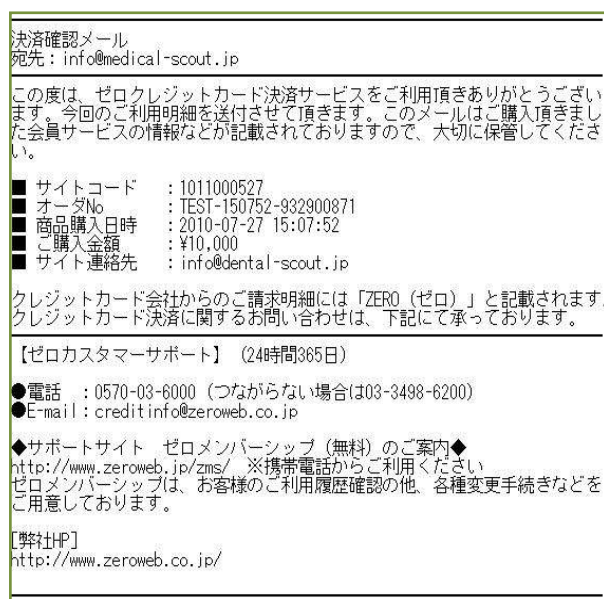 決済確認メール
宛先：info@medical-scout.jp
この度は、ゼロクレジットカード決済サービスをご利用頂きありがとうござい
ます。今回のご利用明細を送付させて頂きます。このメールはご購入頂きまし
た会員サービスの情報などが記載されておりますので、大切に保管してくださ
い。
■ サイトコード　：1011000527
■ オーダNo　　　：TEST-150752-932900871
■ 商品購入日時　：2010-07-27 15:07:52
■ ご購入金額　　：¥10,000
■ サイト連絡先　：info@dental-scout.jp
クレジットカード会社からのご請求明細には「ZERO（ゼロ）」と記載されます.
クレジットカード決済に関するお問い合わせは、下記にて承っております。
【ゼロカスタマーサポート】（24時間365日）
●電話　：0570-03-6000（つながらない場合は03-3498-6200）
●E-mail：creditinfo@zeroweb.co.jp
◆サポートサイト　ゼロメンバーシップ（無料）のご案内◆
http://www.zeroweb.jp/zms/　※携帯電話からご利用ください
ゼロメンバーシップは、お客様のご利用履歴確認の他、各種変更手続きなどを
ご用意しております。
[弊社HP]
http://www.zeroweb.co.jp/